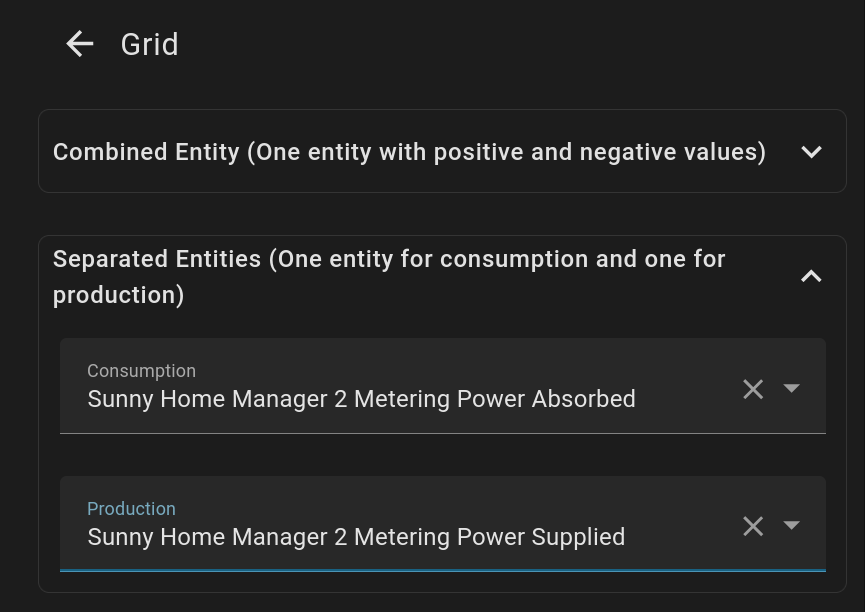 Grid
Combined Entity (One entity with positive and negative values)
Separated Entities (One entity for consumption and one for
production)
Consumption
Sunny Home Manager 2 Metering Power Absorbed
Production
Sunny Home Manager 2 Metering Power Supplied